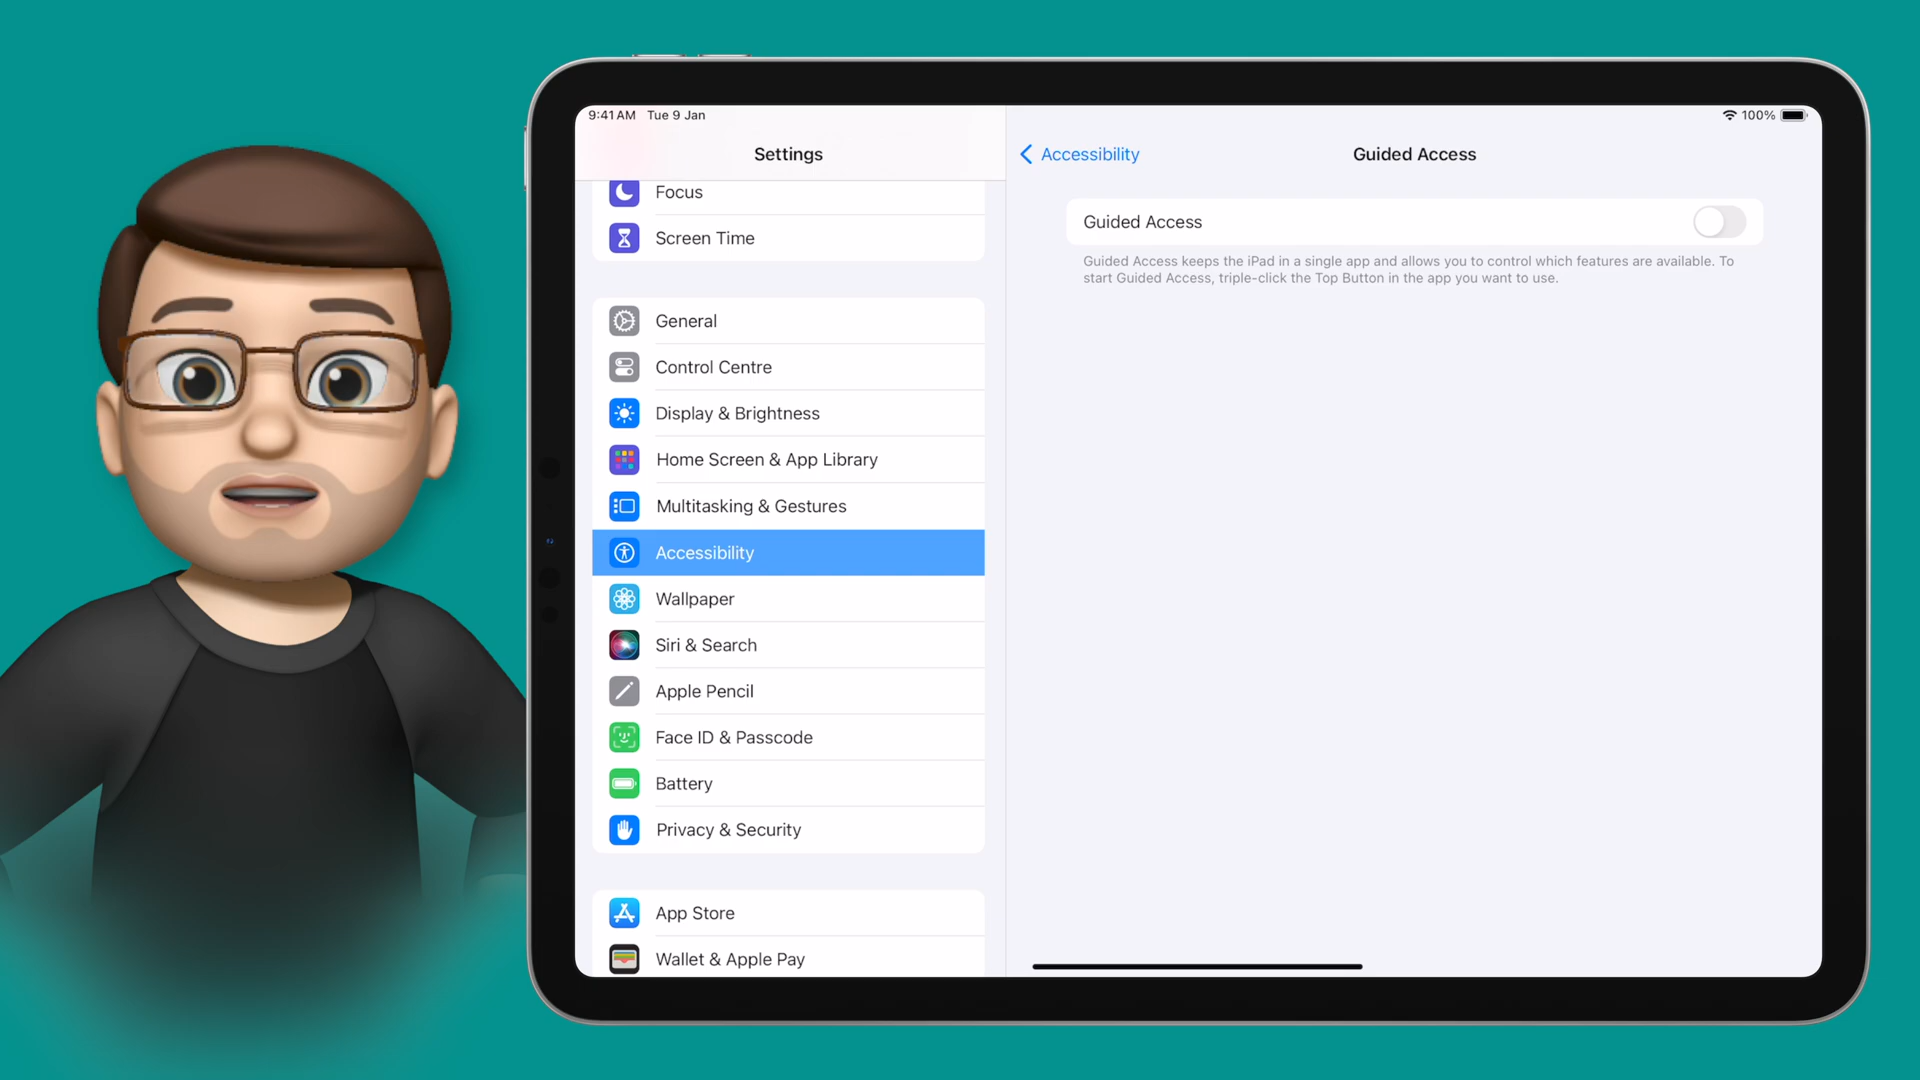 9:41 AM Tue 9 Jan
100%
Settings
Focus
Screen Time
General
Control Centre
Display & Brightness
Home Screen & App Library
Multitasking & Gestures
Accessibility
Wallpaper
Siri & Search
Apple Pencil
Face ID & Passcode
Battery
Privacy & Security
App Store
Wallet & Apple Pay
Accessibility
Guided Access
Guided Access
Guided Access keeps the iPad in a single app and allows you to control which features are available. To
start Guided Access, triple-click the Top Button in the app you want to use.